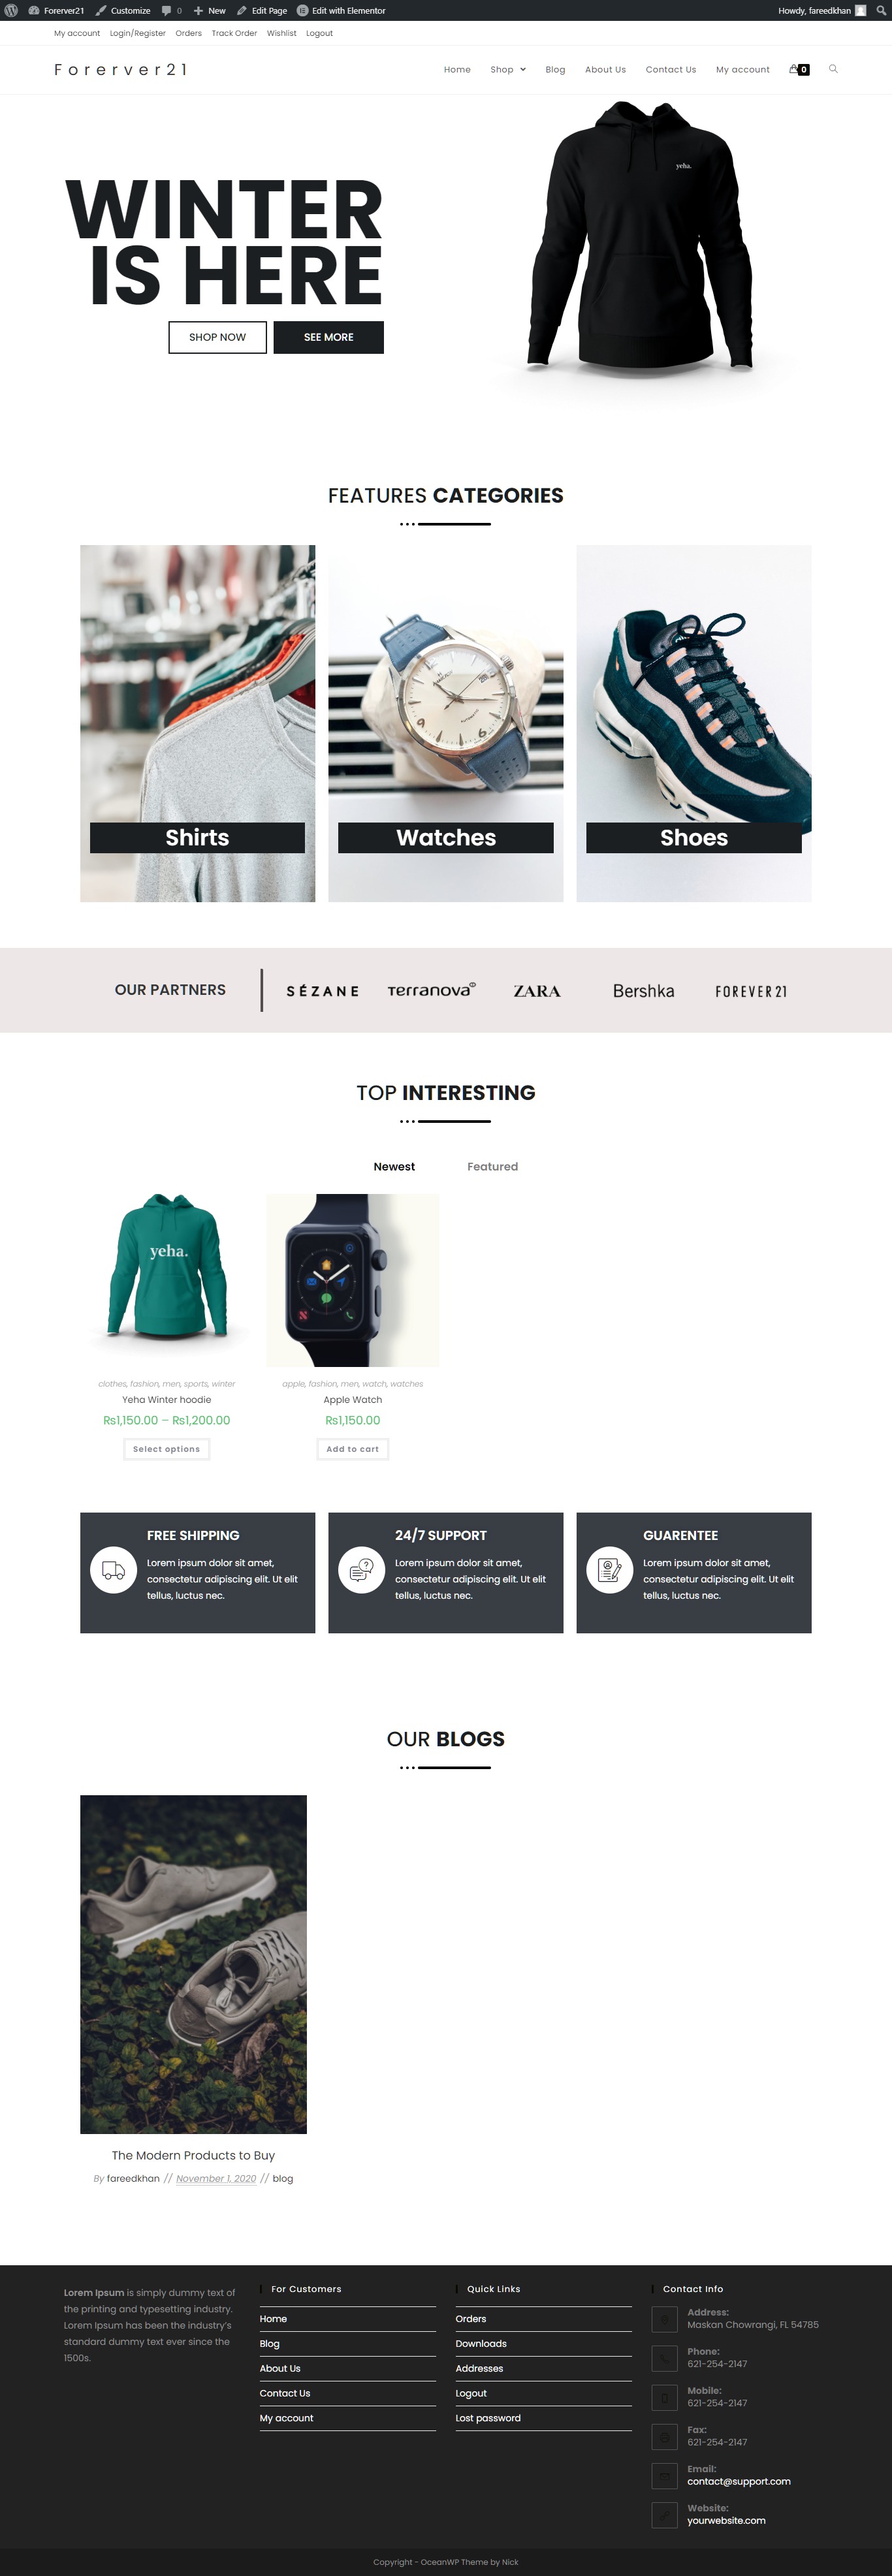 Forerver21 Customize 0 New Edit Page Edit with Elementor Howdy, fareedkhan
My account Login/Register Orders Track Order Wishlist Logout
Forerver21
Home Shop Blog About Us Contact Us My account 0
yeha.
WINTER
IS HERE
SHOP NOW SEE MORE
FEATURES CATEGORIES
Shirts Watches Shoes
OUR PARTNERS SÉZANE terranova ZARA Bershka FOREVER 21
TOP INTERESTING
Newest Featured
yeha.
clothes, fashion, men, sports, winter
Yeha Winter hoodie
₨1,150.00 – ₨1,200.00
Select options
apple, fashion, men, watch, watches
Apple Watch
₨1,150.00
Add to cart
FREE SHIPPING
Lorem ipsum dolor sit amet,
consectetur adipiscing elit. Ut elit
tellus, luctus nec.
24/7 SUPPORT
Lorem ipsum dolor sit amet,
consectetur adipiscing elit. Ut elit
tellus, luctus nec.
GUARENTEE
Lorem ipsum dolor sit amet,
consectetur adipiscing elit. Ut elit
tellus, luctus nec.
OUR BLOGS
The Modern Products to Buy
By fareedkhan // November 1, 2020 // blog
Lorem Ipsum is simply dummy text of
the printing and typesetting industry.
Lorem Ipsum has been the industry's
standard dummy text ever since the
1500s.
For Customers
Home
Blog
About Us
Contact Us
My account
Quick Links
Orders
Downloads
Addresses
Logout
Lost password
Contact Info
Address:
Maskan Chowrangi, FL 54785
Phone:
621-254-2147
Mobile:
621-254-2147
Fax:
621-254-2147
Email:
contact@support.com
Website:
yourwebsite.com
Copyright - OceanWP Theme by Nick